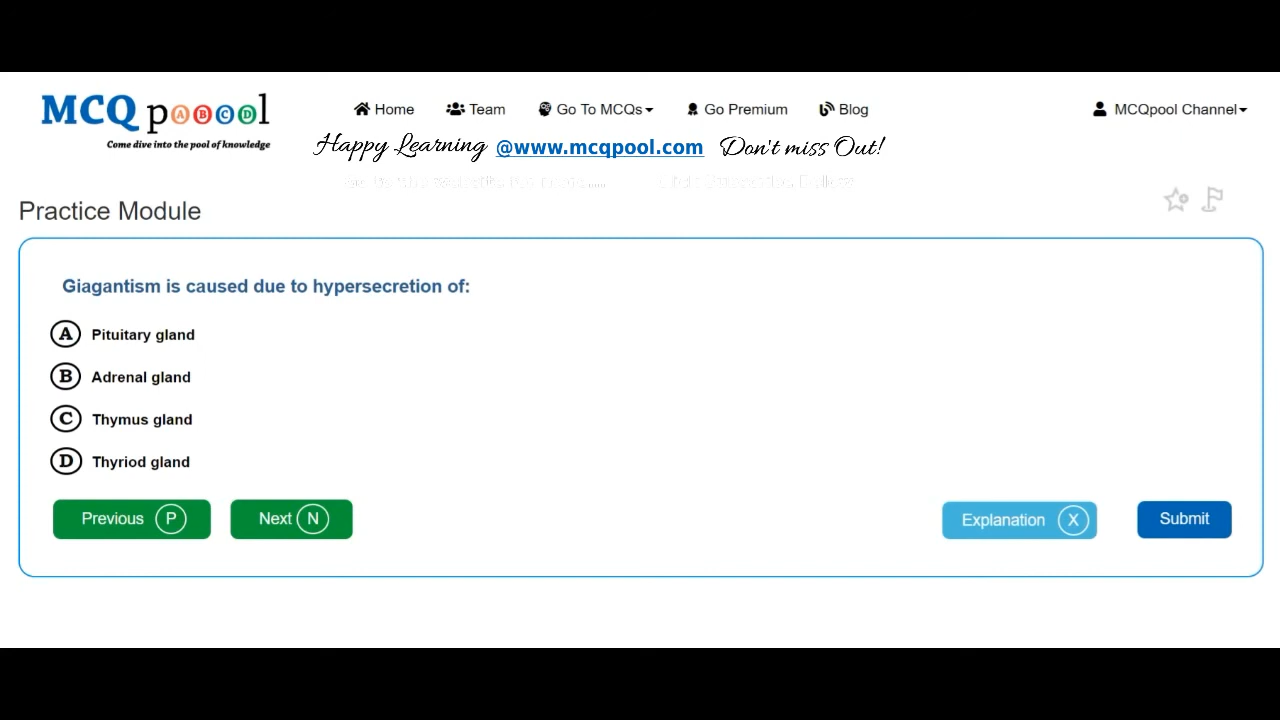 MCQ pooool
Come dive into the pool of knowledge
Home Team Go To MCQs Go Premium Blog MCQpool Channel
Happy Learning @www.mcqpool.com Don't miss Out!
Practice Module
Giagantism is caused due to hypersecretion of:
A Pituitary gland
B Adrenal gland
C Thymus gland
D Thyriod gland
Previous P Next N Explanation X Submit